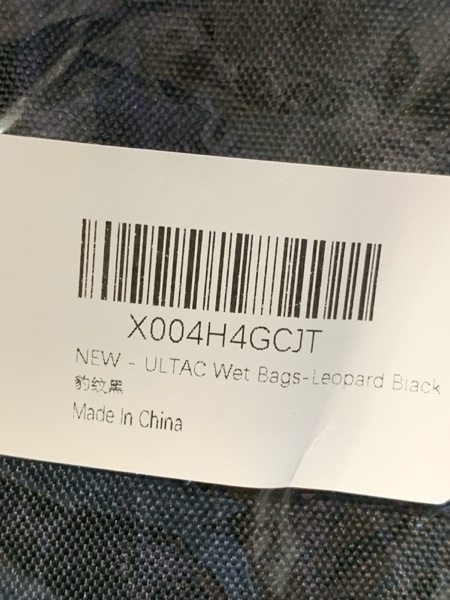 X004H4GCJT
NEW - ULTAC Wet Bags-Leopard Black
豹纹黑
Made In China